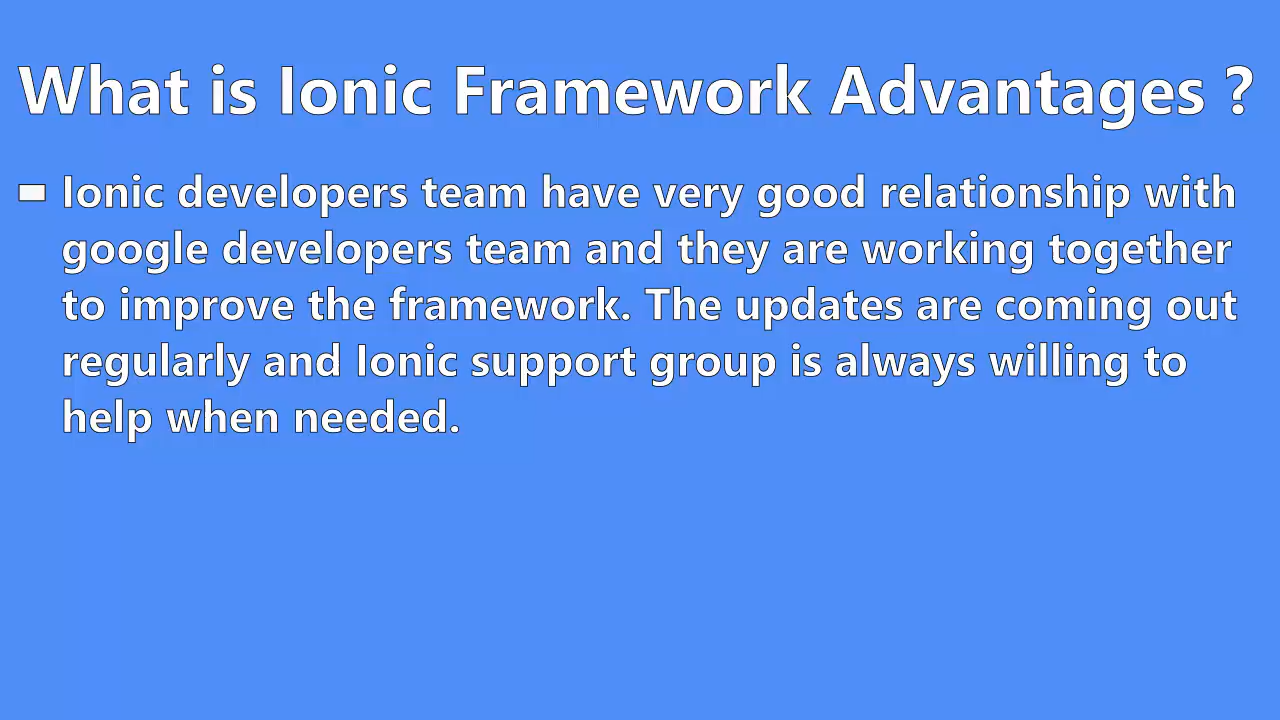 What is Ionic Framework Advantages ?
Ionic developers team have very good relationship with
google developers team and they are working together
to improve the framework. The updates are coming out
regularly and Ionic support group is always willing to
help when needed.